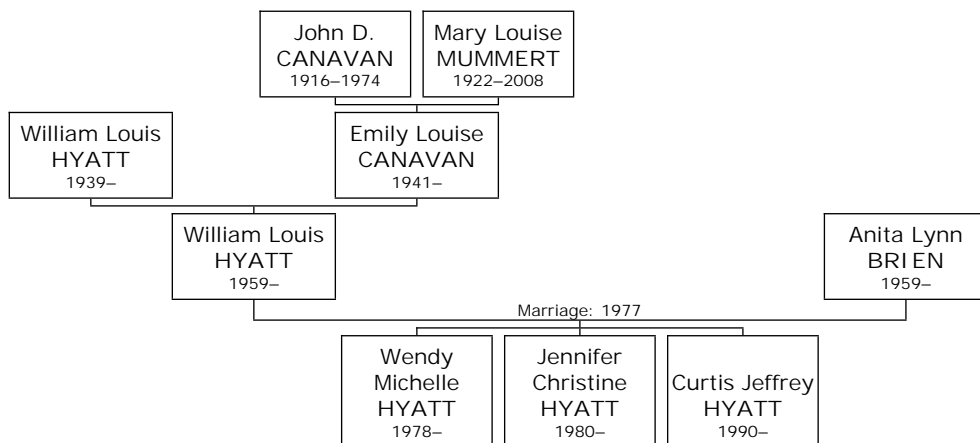 John D.
CANAVAN
1916–1974
Mary Louise
MUMMERT
1922–2008
William Louis
HYATT
1939–
Emily Louise
CANAVAN
1941–
William Louis
HYATT
1959–
Anita Lynn
BRIEN
1959–
Marriage: 1977
Wendy
Michelle
HYATT
1978–
Jennifer
Christine
HYATT
1980–
Curtis Jeffrey
HYATT
1990–